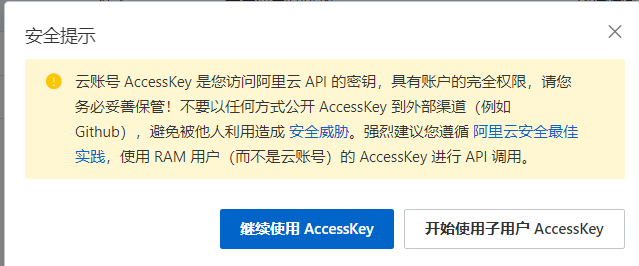 安全提示
云账号 AccessKey 是您访问阿里云 API 的密钥，具有账户的完全权限，请您
务必妥善保管！不要以任何方式公开 AccessKey 到外部渠道（例如
Github），避免被他人利用造成 安全威胁。强烈建议您遵循 阿里云安全最佳
实践，使用 RAM 用户（而不是云账号）的 AccessKey 进行 API 调用。
继续使用 AccessKey
开始使用子用户 AccessKey